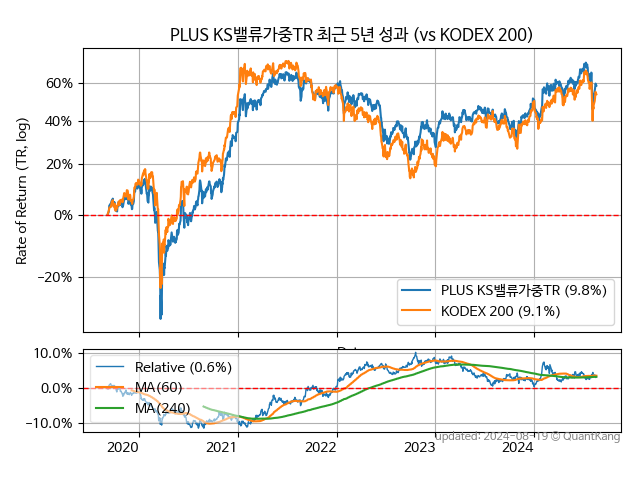 PLUS KS밸류가중TR 최근 5년 성과 (vs KODEX 200)
Rate of Return (TR, log)
60%
40%
20%
0%
−20%
PLUS KS밸류가중TR (9.8%)
KODEX 200 (9.1%)
10.0%
0.0%
−10.0%
Relative (0.6%)
MA(60)
MA(240)
2020 2021 2022 2023 2024
updated: 2024-08-19 © QuantKang